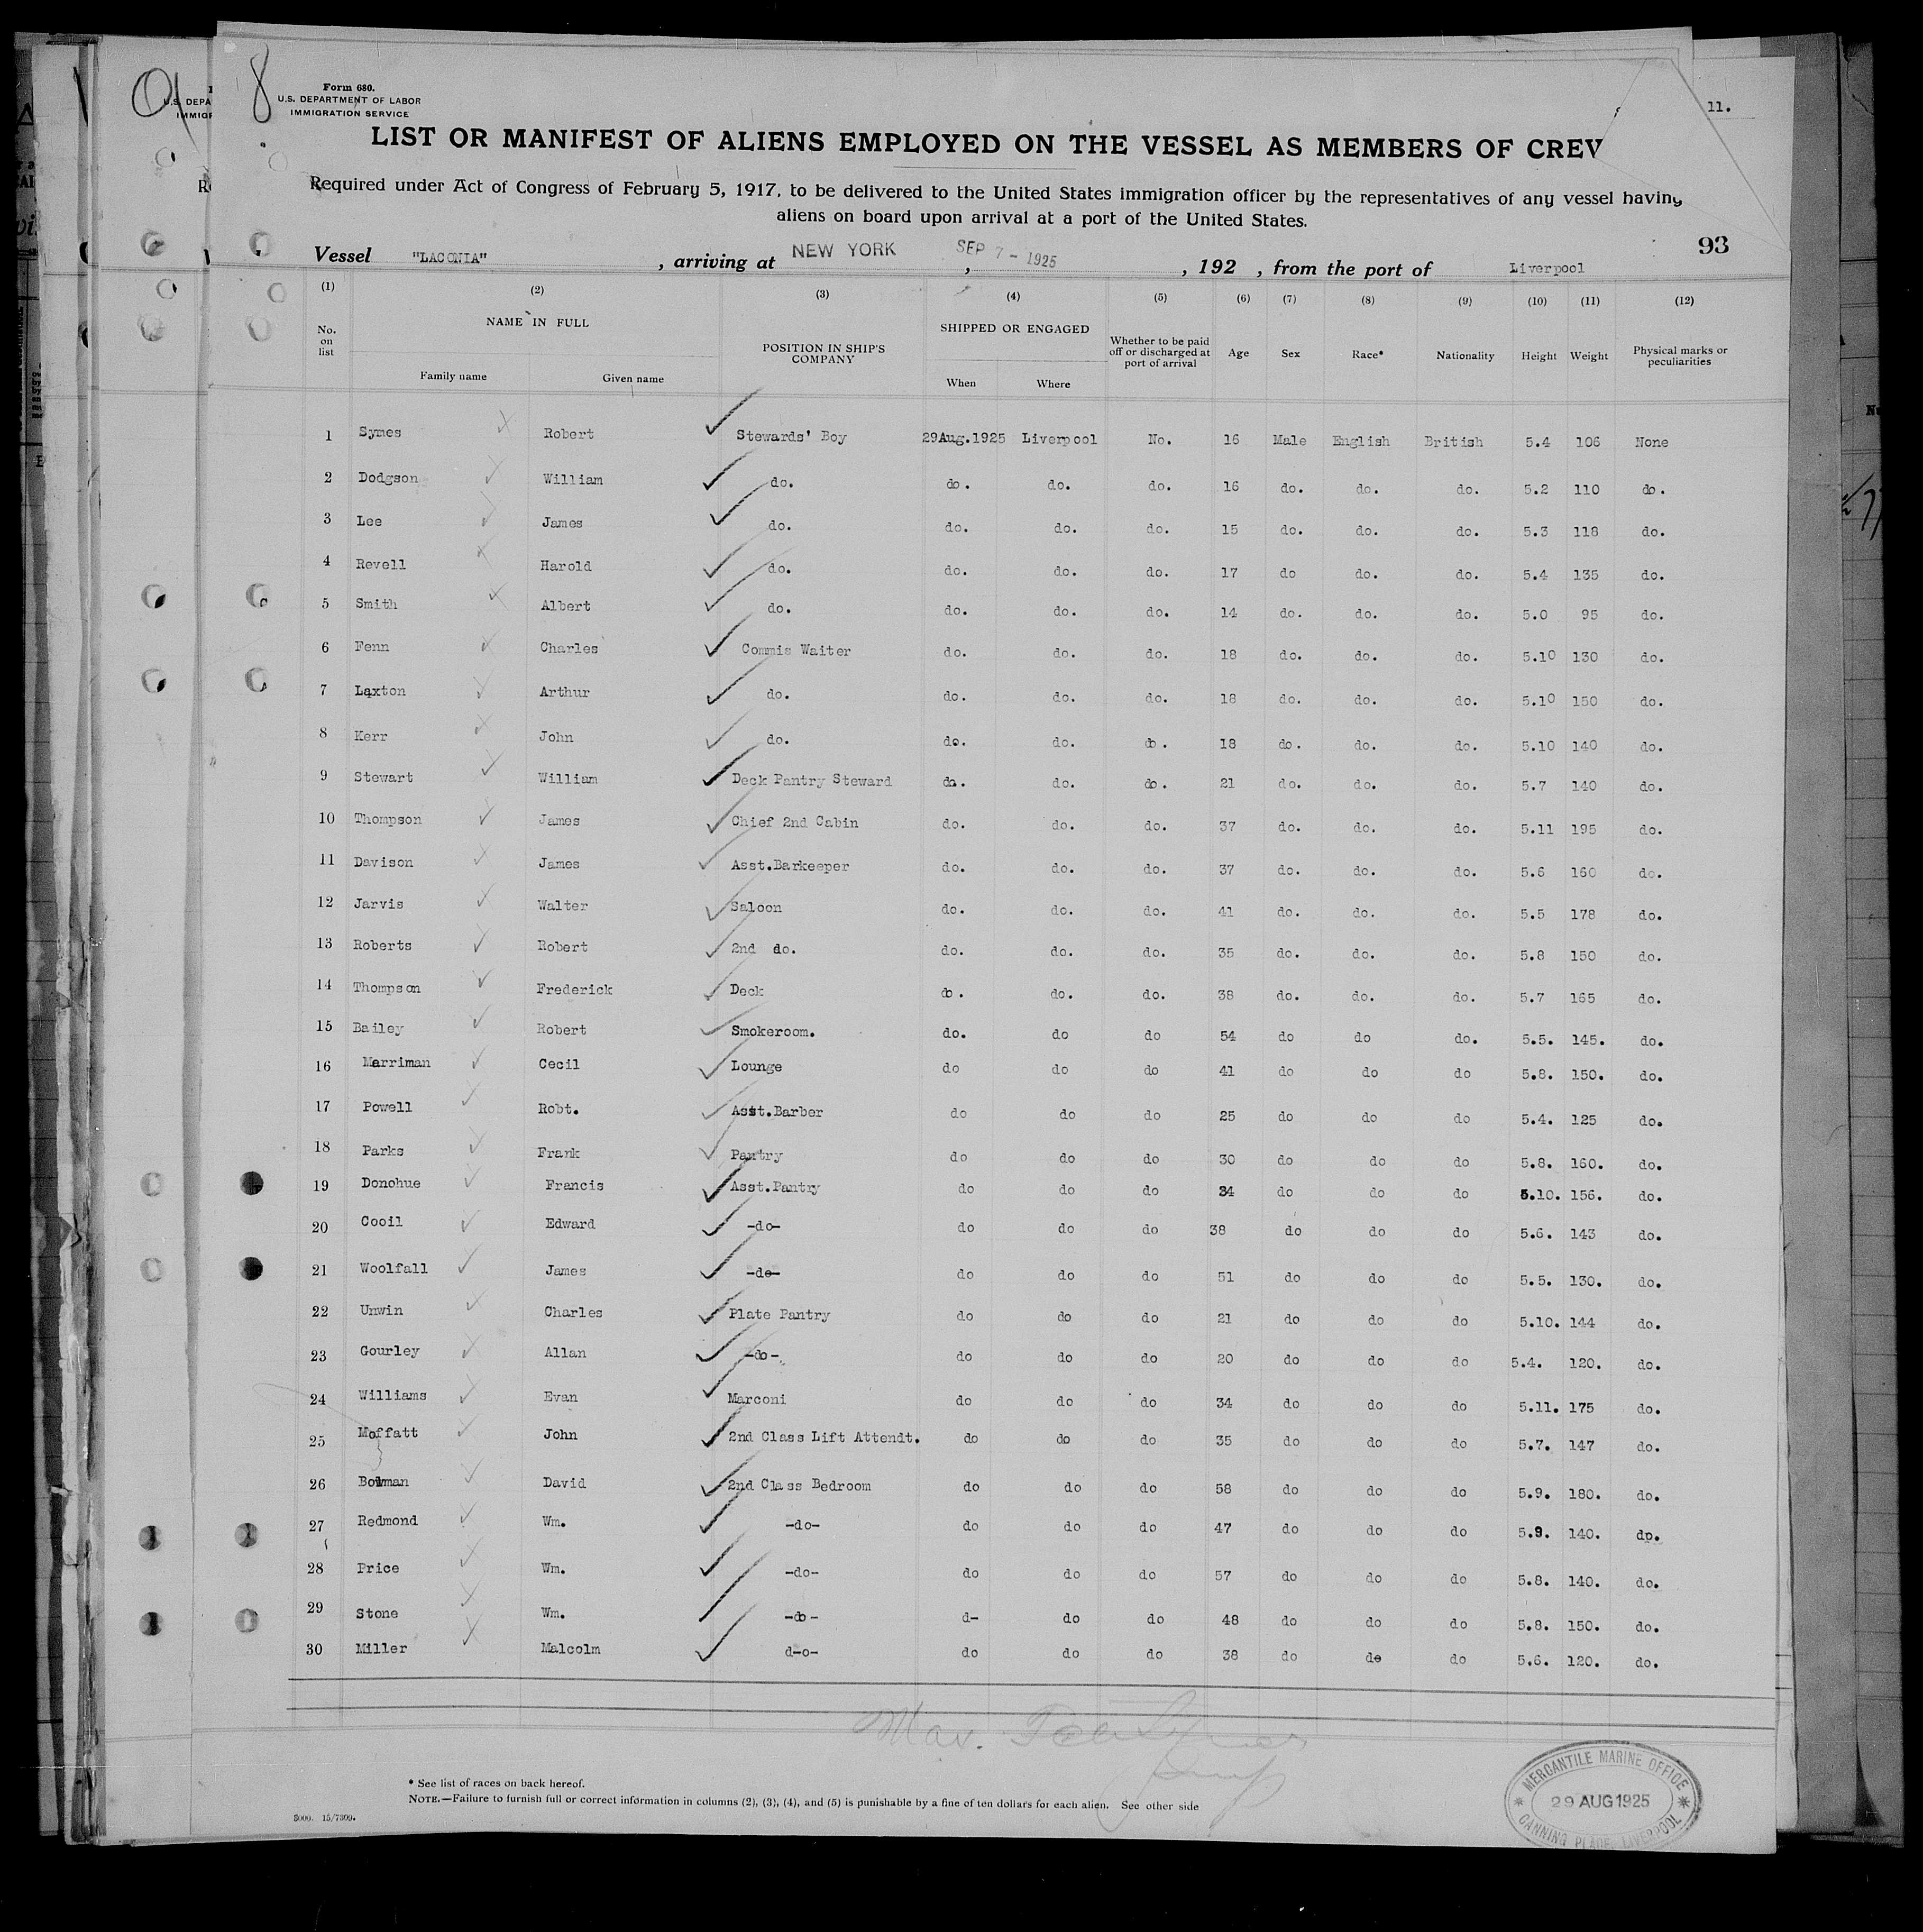 8
Form 680.
U.S. DEPARTMENT OF LABOR
IMMIGRATION SERVICE
11.
LIST OR MANIFEST OF ALIENS EMPLOYED ON THE VESSEL AS MEMBERS OF CREW
Required under Act of Congress of February 5, 1917, to be delivered to the United States immigration officer by the representatives of any vessel having
aliens on board upon arrival at a port of the United States.
93
Vessel "LACONIA", arriving at NEW YORK, SEP 7 - 1925, 192 , from the port of Liverpool
(1) (2) (3) (4) (5) (6) (7) (8) (9) (10) (11) (12)
No. on list NAME IN FULL Family name Given name POSITION IN SHIP'S COMPANY SHIPPED OR ENGAGED When Where Whether to be paid off or discharged at port of arrival Age Sex Race* Nationality Height Weight Physical marks or peculiarities
1 Symes Robert Stewards' Boy 29Aug.1925 Liverpool No. 16 Male English British 5.4 106 None
2 Dodgson William do. do. do. do. 16 do. do. do. 5.2 110 do.
3 Lee James do. do. do. do. 15 do. do. do. 5.3 118 do.
4 Revell Harold do. do. do. do. 17 do do. do. 5.4 135 do.
5 Smith Albert do. do. do. do. 14 do. do. do. 5.0 95 do.
6 Fenn Charles Commis Waiter do. do. do. 18 do. do. do. 5.10 130 do.
7 Laxton Arthur do. do. do. do. 18 do. do. do. 5.10 150 do.
8 Kerr John do. do. do. do. 18 do. do. do. 5.10 140 do.
9 Stewart William Deck Pantry Steward do. do. do. 21 do. do. do. 5.7 140 do.
10 Thompson James Chief 2nd Cabin do. do. do. 37 do. do. do. 5.11 195 do.
11 Davison James Asst.Barkeeper do. do. do. 37 do. do. do. 5.6 160 do.
12 Jarvis Walter Saloon do. do. do. 41 do. do. do. 5.5 178 do.
13 Roberts Robert 2nd do. do. do. do. 35 do. do. do. 5.8 150 do.
14 Thompson Frederick Deck do. do. do. 38 do. do. do. 5.7 165 do.
15 Bailey Robert Smokeroom. do. do do 54 do do do. 5.5. 145. do.
16 Merriman Cecil Lounge do do do 41 do do do 5.8. 150. do.
17 Powell Robt. Asst.Barber do do do 25 do do do 5.4. 125 do.
18 Parks Frank Pantry do do do 30 do do do 5.8. 160. do.
19 Donohue Francis Asst.Pantry do do do 34 do do do 5.10. 156. do.
20 Cooil Edward -do- do do do 38 do do do 5.6. 143 do.
21 Woolfall James -do- do do do 51 do do do 5.5. 130. do.
22 Unwin Charles Plate Pantry do do do 21 do do do 5.10. 144 do.
23 Gourley Allan -do- do do do 20 do do do 5.4. 120. do.
24 Williams Evan Marconi do do do 34 do do do 5.11. 175 do.
25 Moffatt John 2nd Class Lift Attendt. do do do 35 do do do 5.7. 147 do.
26 Bowman David 2nd Class Bedroom do do do 58 do do do 5.9. 180. do.
27 Redmond Wm. -do- do do do 47 do do do 5.9. 140. do.
28 Price Wm. -do- do do do 57 do do do 5.8. 140. do.
29 Stone Wm. -do- d- do do 48 do do do 5.8. 150. do.
30 Miller Malcolm d-o- do do do 38 do do do 5.6. 120. do.
* See list of races on back hereof.
NOTE.—Failure to furnish full or correct information in columns (2), (3), (4), and (5) is punishable by a fine of ten dollars for each alien. See other side
MERCANTILE MARINE OFFICE
29 AUG 1925
CANNING PLACE, LIVERPOOL